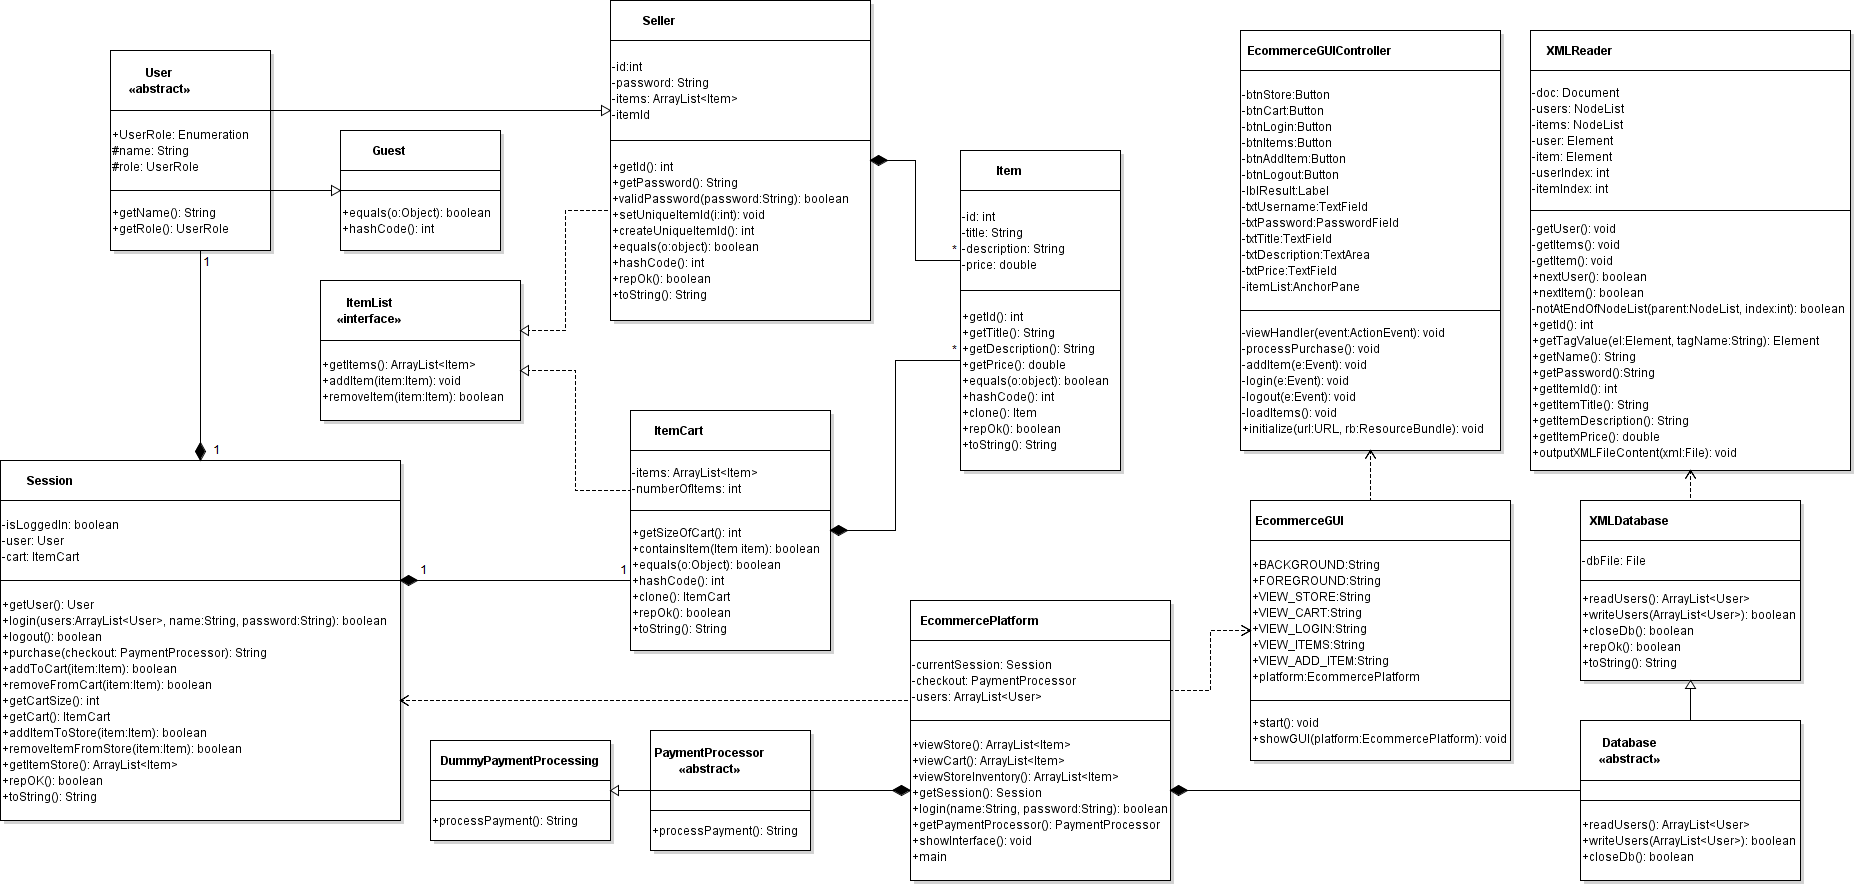 Seller
-id:int
-password: String
-items: ArrayList<Item>
-itemId
+getId(): int
+getPassword(): String
+validPassword(password:String): boolean
+setUniqueItemId(i:int): void
+createUniqueItemId(): int
+equals(o:object): boolean
+hashCode(): int
+repOk(): boolean
+toString(): String
User
«abstract»
+UserRole: Enumeration
#name: String
#role: UserRole
+getName(): String
+getRole(): UserRole
1
Guest
+equals(o:Object): boolean
+hashCode(): int
ItemList
«interface»
+getItems(): ArrayList<Item>
+addItem(item:Item): void
+removeItem(item:Item): boolean
Item
-id: int
-title: String
* -description: String
-price: double
+getId(): int
+getTitle(): String
* +getDescription(): String
+getPrice(): double
+equals(o:object): boolean
+hashCode(): int
+clone(): Item
+repOk(): boolean
+toString(): String
EcommerceGUIController
-btnStore:Button
-btnCart:Button
-btnLogin:Button
-btnItems:Button
-btnAddItem:Button
-btnLogout:Button
-lblResult:Label
-txtUsername:TextField
-txtPassword:PasswordField
-txtTitle:TextField
-txtDescription:TextArea
-txtPrice:TextField
-itemList:AnchorPane
-viewHandler(event:ActionEvent): void
-processPurchase(): void
-addItem(e:Event): void
-login(e:Event): void
-logout(e:Event): void
-loadItems(): void
+initialize(url:URL, rb:ResourceBundle): void
XMLReader
-doc: Document
-users: NodeList
-items: NodeList
-user: Element
-item: Element
-userIndex: int
-itemIndex: int
-getUser(): void
-getItems(): void
-getItem(): void
+nextUser(): boolean
+nextItem(): boolean
-notAtEndOfNodeList(parent:NodeList, index:int): boolean
+getId(): int
+getTagValue(el:Element, tagName:String): Element
+getName(): String
+getPassword():String
+getItemId(): int
+getItemTitle(): String
+getItemDescription(): String
+getItemPrice(): double
+outputXMLFileContent(xml:File): void
1
Session
-isLoggedIn: boolean
-user: User
-cart: ItemCart
+getUser(): User
+login(users:ArrayList<User>, name:String, password:String): boolean
+logout(): boolean
+purchase(checkout: PaymentProcessor): String
+addToCart(item:Item): boolean
+removeFromCart(item:Item): boolean
+getCartSize(): int
+getCart(): ItemCart
+addItemToStore(item:Item): boolean
+removeItemFromStore(item:Item): boolean
+getItemStore(): ArrayList<Item>
+repOK(): boolean
+toString(): String
1
1
ItemCart
-items: ArrayList<Item>
-numberOfItems: int
+getSizeOfCart(): int
+containsItem(Item item): boolean
+equals(o:Object): boolean
+hashCode(): int
+clone(): ItemCart
+repOk(): boolean
+toString(): String
DummyPaymentProcessing
+processPayment(): String
PaymentProcessor
«abstract»
+processPayment(): String
EcommercePlatform
-currentSession: Session
-checkout: PaymentProcessor
-users: ArrayList<User>
+viewStore(): ArrayList<Item>
+viewCart(): ArrayList<Item>
+viewStoreInventory(): ArrayList<Item>
+getSession(): Session
+login(name:String, password:String): boolean
+getPaymentProcessor(): PaymentProcessor
+showInterface(): void
+main
EcommerceGUI
+BACKGROUND:String
+FOREGROUND:String
+VIEW_STORE:String
+VIEW_CART:String
+VIEW_LOGIN:String
+VIEW_ITEMS:String
+VIEW_ADD_ITEM:String
+platform:EcommercePlatform
+start(): void
+showGUI(platform:EcommercePlatform): void
XMLDatabase
-dbFile: File
+readUsers(): ArrayList<User>
+writeUsers(ArrayList<User>): boolean
+closeDb(): boolean
+repOk(): boolean
+toString(): String
Database
«abstract»
+readUsers(): ArrayList<User>
+writeUsers(ArrayList<User>): boolean
+closeDb(): boolean